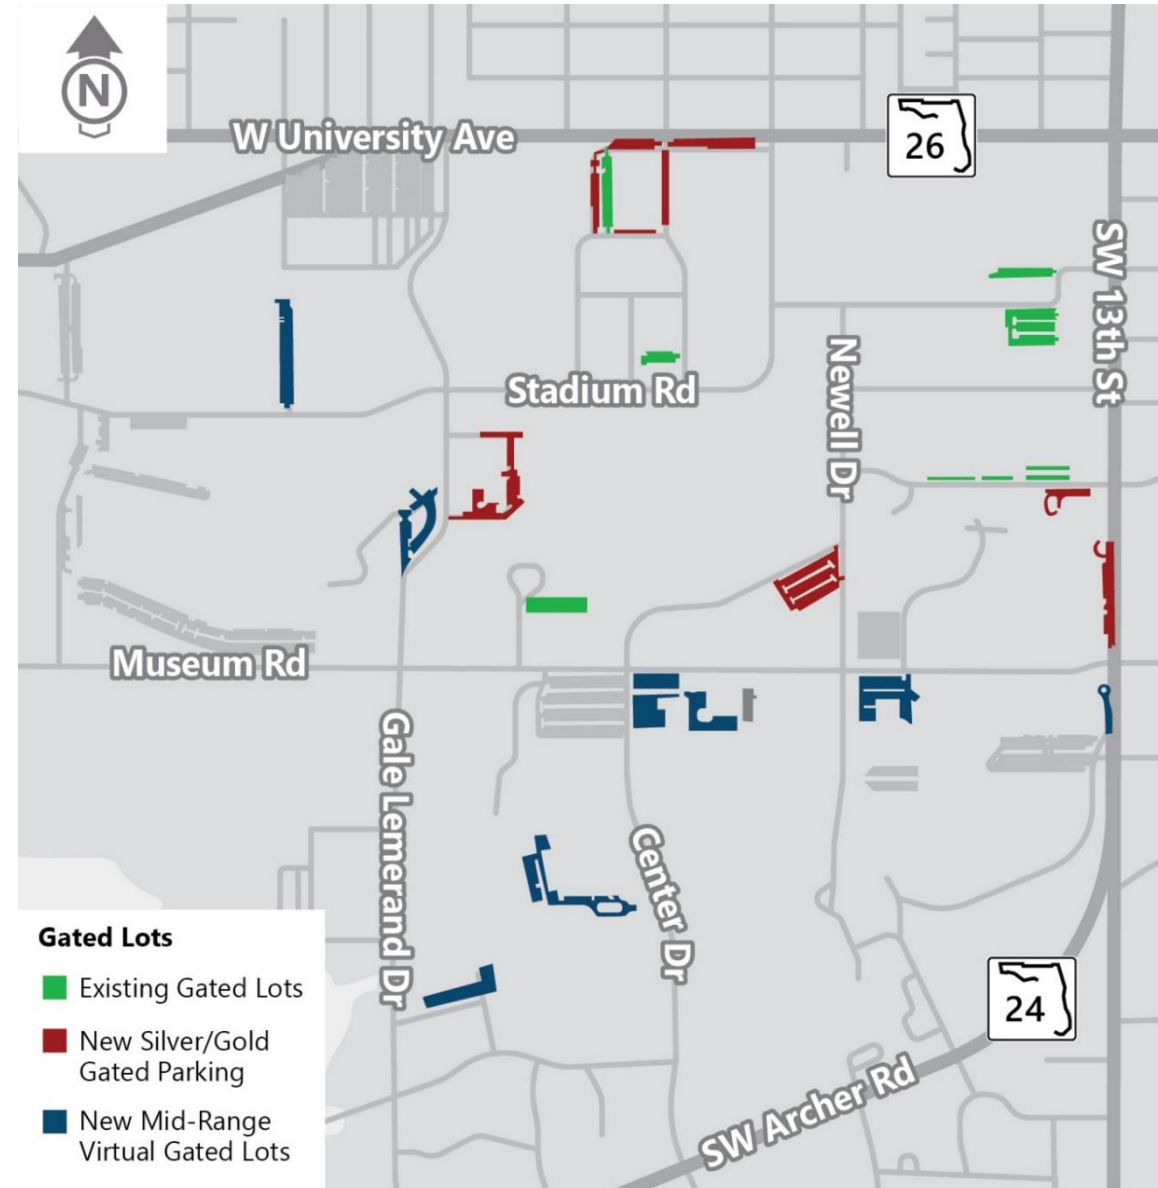 N
W University Ave
26
SW 13th St
Newell Dr
Stadium Rd
Museum Rd
Gale Lemerand Dr
Center Dr
24
SW Archer Rd
Gated Lots
Existing Gated Lots
New Silver/Gold
Gated Parking
New Mid-Range
Virtual Gated Lots